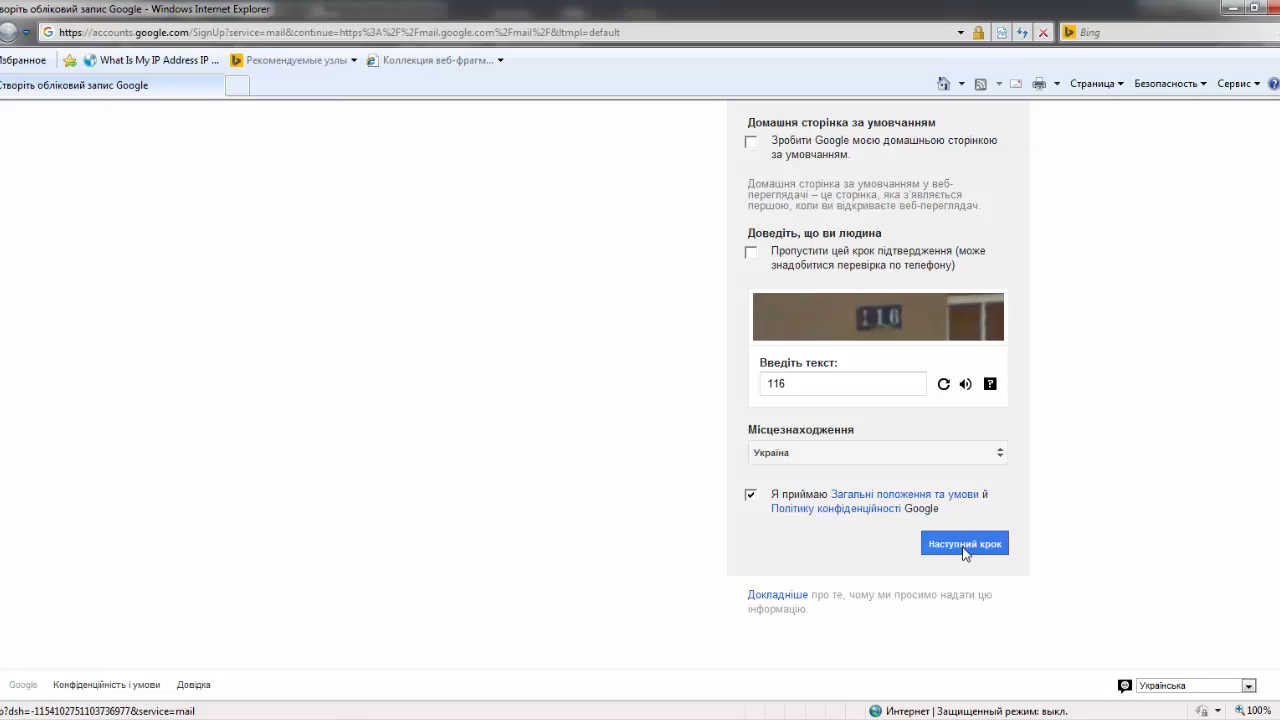 оріть обліковий запис Google - Windows Internet Explorer
https://accounts.google.com/SignUp?service=mail&continue=https%3A%2F%2Fmail.google.com%2Fmail%2F&ltmpl=default
Bing
Избранное What Is My IP Address IP ... Рекомендуемые узлы Коллекция веб-фрагм...
Створіть обліковий запис Google
Страница Безопасность Сервис
Домашня сторінка за умовчанням
Зробити Google моєю домашньою сторінкою
за умовчанням.
Домашня сторінка за умовчанням у веб-
переглядачі – це сторінка, яка з'являється
першою, коли ви відкриваєте веб-переглядач.
Доведіть, що ви людина
Пропустити цей крок підтвердження (може
знадобитися перевірка по телефону)
116
Введіть текст:
116
?
Місцезнаходження
Україна
Я приймаю Загальні положення та умови й
Політику конфіденційності Google
Наступний крок
Докладніше про те, чому ми просимо надати цю
інформацію.
Google Конфіденційність і умови Довідка
Українська
p?dsh=-1154102751103736977&service=mail
Интернет | Защищенный режим: выкл.
100%